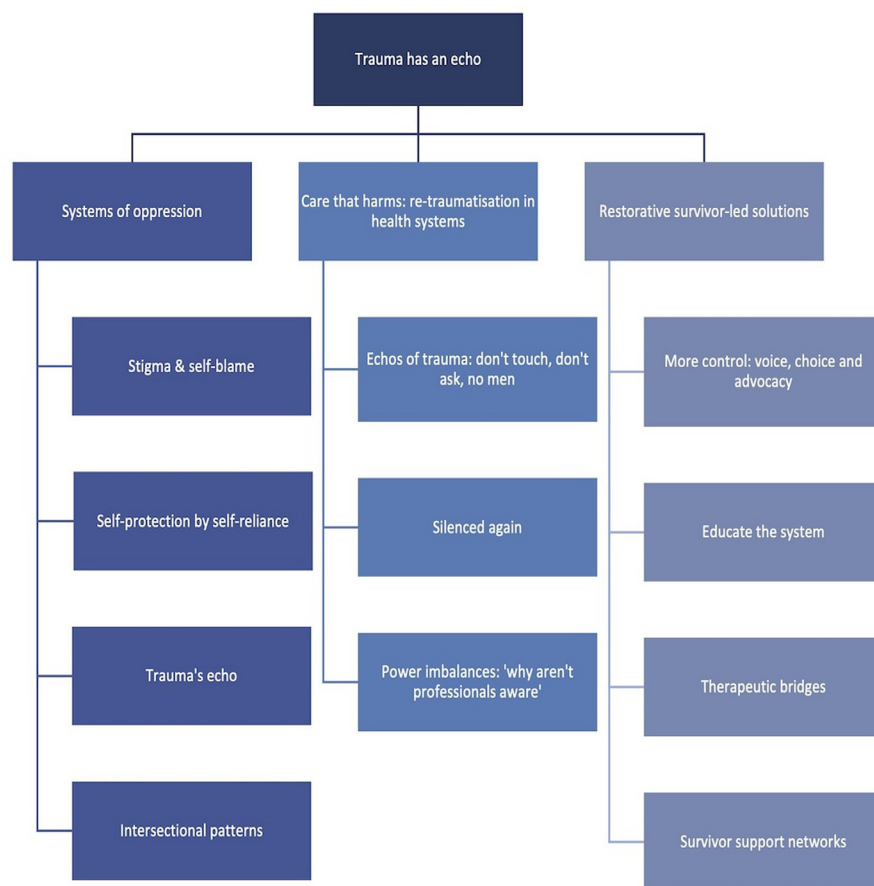 Trauma has an echo
Systems of oppression
Stigma & self-blame
Self-protection by self-reliance
Trauma's echo
Intersectional patterns
Care that harms: re-traumatisation in
health systems
Echos of trauma: don't touch, don't
ask, no men
Silenced again
Power imbalances: 'why aren't
professionals aware'
Restorative survivor-led solutions
More control: voice, choice and
advocacy
Educate the system
Therapeutic bridges
Survivor support networks